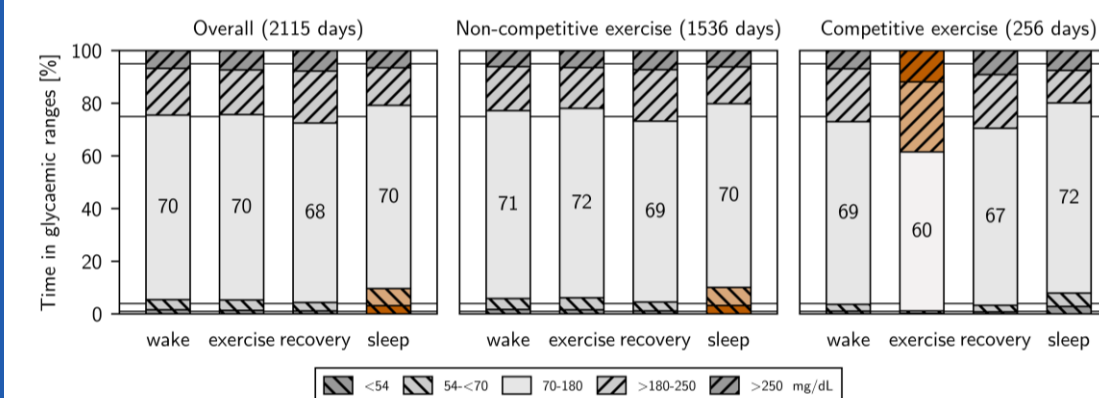 Overall (2115 days) Non-competitive exercise (1536 days) Competitive exercise (256 days)
Time in glycaemic ranges [%]
100
80
60
40
20
0
70 70 68 70
71 72 69 70
69 60 67 72
wake exercise recovery sleep wake exercise recovery sleep wake exercise recovery sleep
<54 54-<70 70-180 >180-250 >250 mg/dL